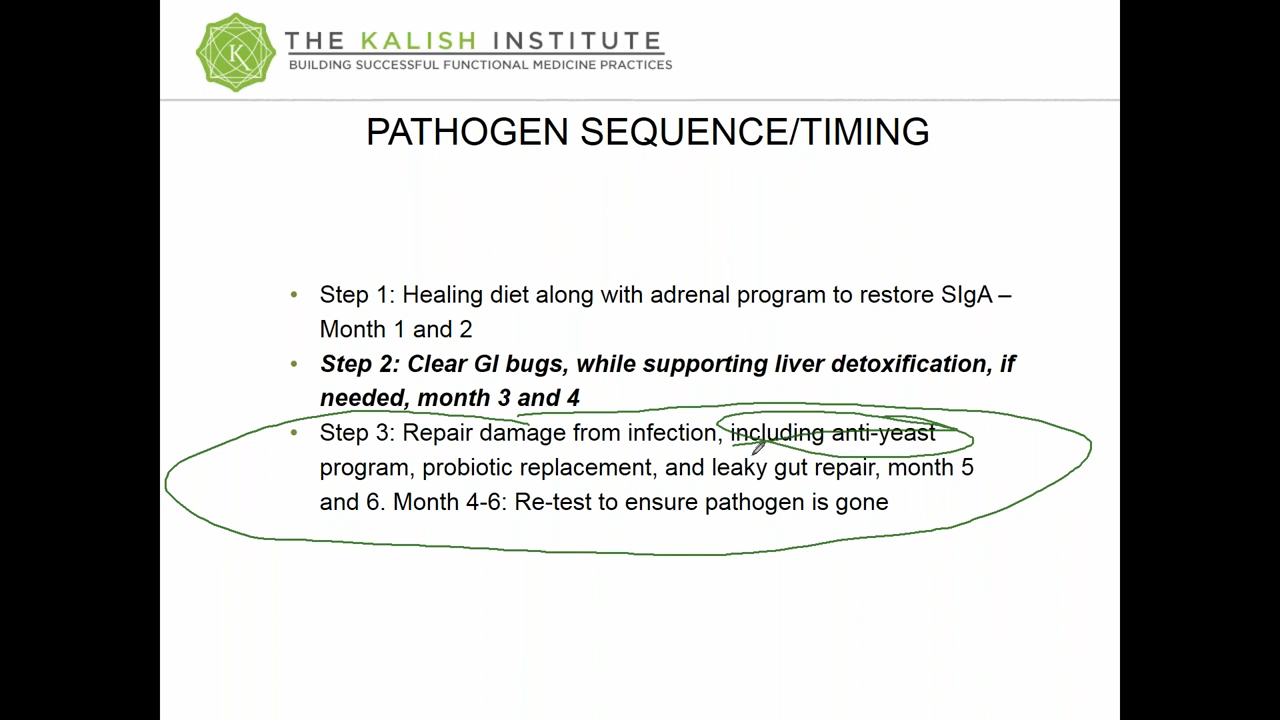 THE KALISH INSTITUTE
BUILDING SUCCESSFUL FUNCTIONAL MEDICINE PRACTICES
K
PATHOGEN SEQUENCE/TIMING
• Step 1: Healing diet along with adrenal program to restore SIgA –
Month 1 and 2
• Step 2: Clear GI bugs, while supporting liver detoxification, if
needed, month 3 and 4
• Step 3: Repair damage from infection, including anti-yeast
program, probiotic replacement, and leaky gut repair, month 5
and 6. Month 4-6: Re-test to ensure pathogen is gone